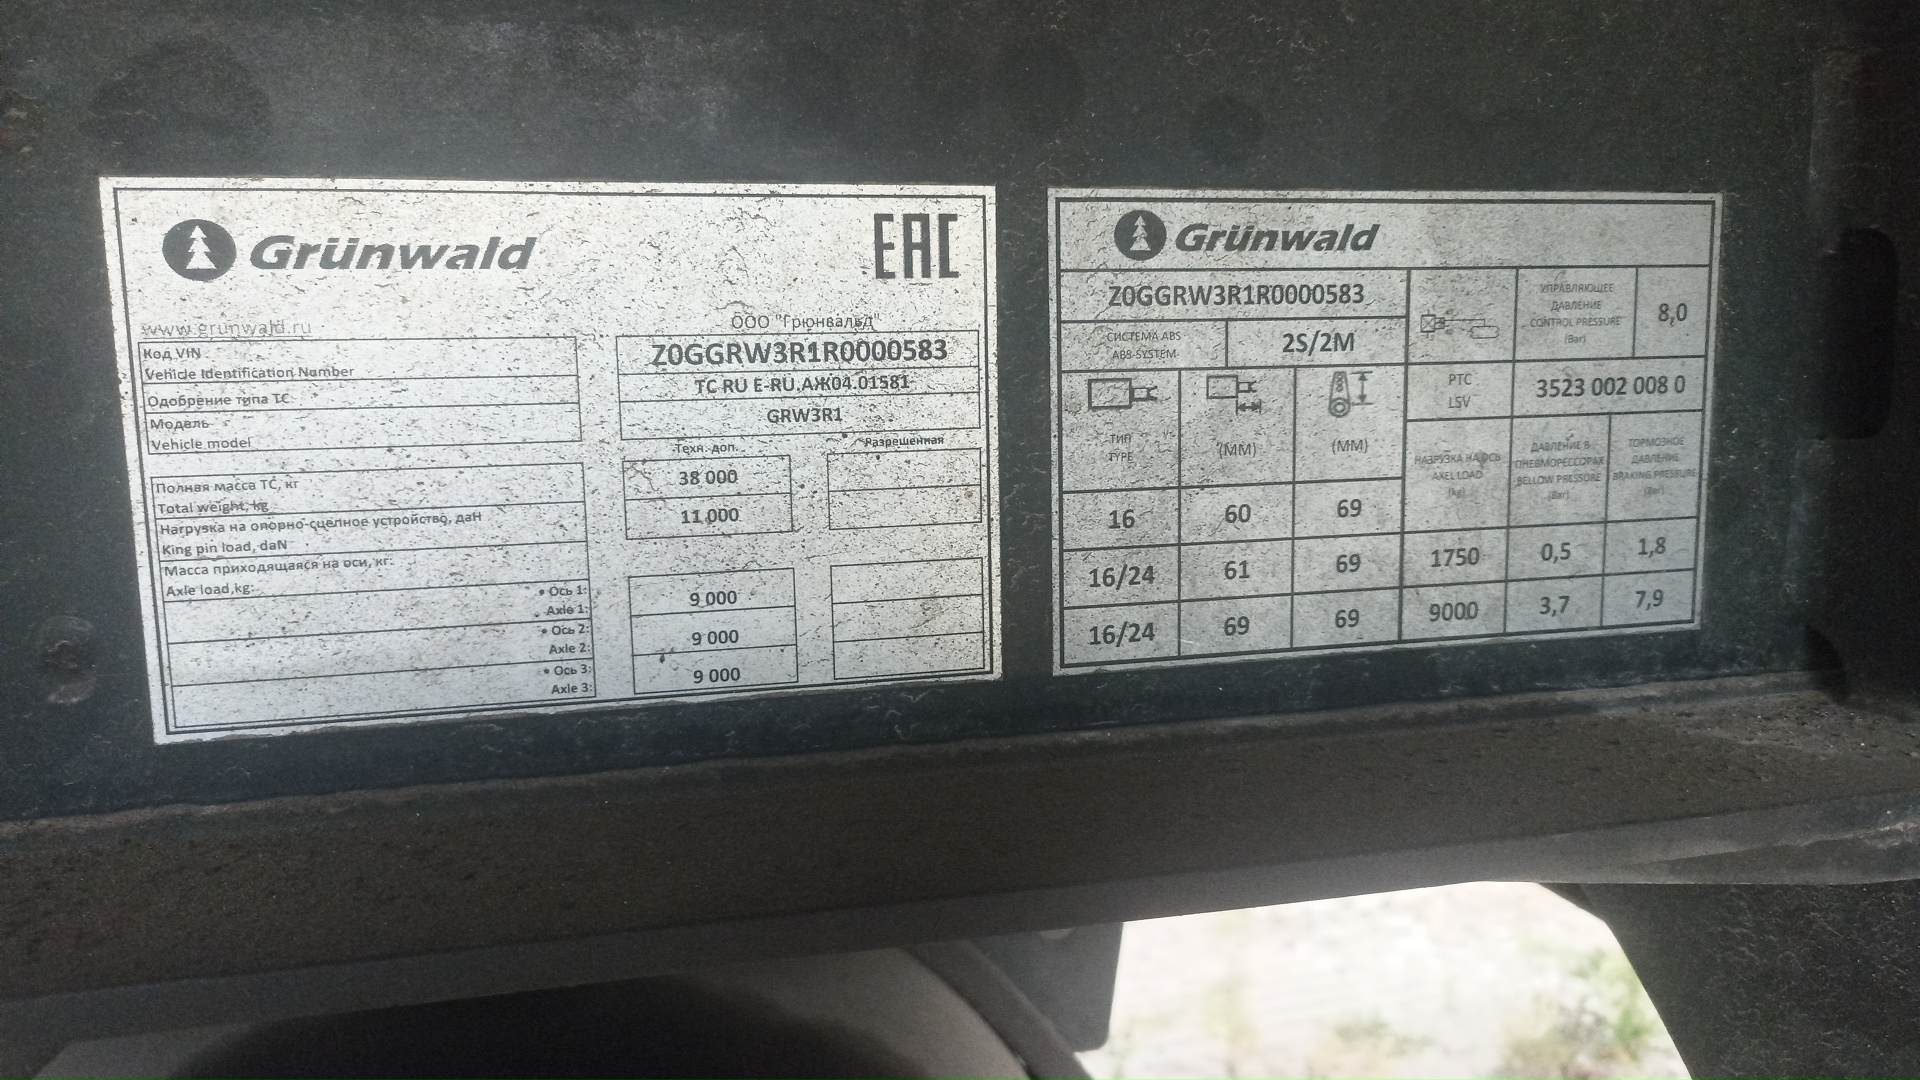 Grünwald
EAC
www.grunwald.ru
ООО "Грюнвальд"
Код VIN
Vehicle Identification Number
Z0GGRW3R1R0000583
Одобрение типа ТС
ТС RU E-RU.АЖ04.01581
Модель
Vehicle model
GRW3R1
Техн. доп.
Разрешенная
Полная масса ТС, кг
Total weight, kg
38 000
Нагрузка на опорно-сцепное устройство, даН
King pin load, daN
11 000
Масса приходящаяся на оси, кг:
Axle load,kg:
• Ось 1:
Axle 1:
9 000
• Ось 2:
Axle 2:
9 000
• Ось 3:
Axle 3:
9 000
Grünwald
Z0GGRW3R1R0000583
СИСТЕМА ABS
ABS-SYSTEM
2S/2M
УПРАВЛЯЮЩЕЕ
ДАВЛЕНИЕ
CONTROL PRESSURE
(Bar)
8,0
РТС
LSV
3523 002 008 0
ТИП
TYPE
(MM)
(MM)
НАГРУЗКА НА ОСЬ
AXEL LOAD
(kg)
ДАВЛЕНИЕ В
ПНЕВМОРЕССОРАХ
BELLOW PRESSURE
(Bar)
ТОРМОЗНОЕ
ДАВЛЕНИЕ
BRAKING PRESSURE
(Bar)
16 60 69
16/24 61 69 1750 0,5 1,8
16/24 69 69 9000 3,7 7,9